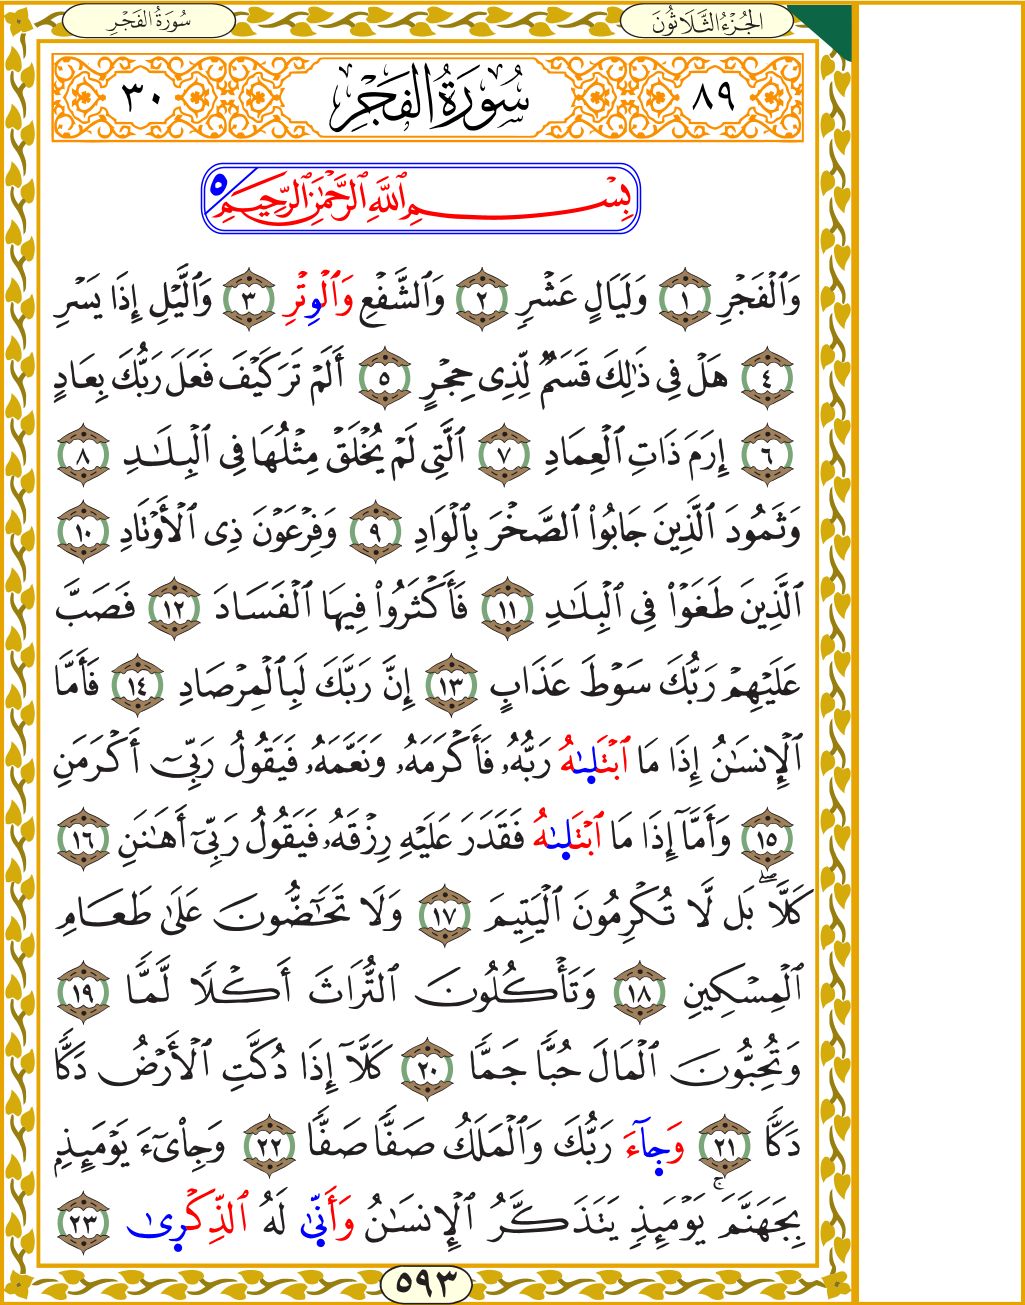 سُورَةُ الفَجْرِ
الجُزْءُ الثَّلَاثُونَ
٨٩
سُورَةُ الفَجْرِ
٣٠
بِسْمِ ٱللَّهِ ٱلرَّحْمَٰنِ ٱلرَّحِيمِ ٥
وَٱلْفَجْرِ ١ وَلَيَالٍ عَشْرٍ ٢ وَٱلشَّفْعِ وَٱلْوِتْرِ ٣ وَٱلَّيْلِ إِذَا يَسْرِ
٤ هَلْ فِى ذَٰلِكَ قَسَمٌ لِّذِى حِجْرٍ ٥ أَلَمْ تَرَ كَيْفَ فَعَلَ رَبُّكَ بِعَادٍ
٦ إِرَمَ ذَاتِ ٱلْعِمَادِ ٧ ٱلَّتِى لَمْ يُخْلَقْ مِثْلُهَا فِى ٱلْبِلَٰدِ ٨
وَثَمُودَ ٱلَّذِينَ جَابُوا۟ ٱلصَّخْرَ بِٱلْوَادِ ٩ وَفِرْعَوْنَ ذِى ٱلْأَوْتَادِ ١٠
ٱلَّذِينَ طَغَوْا۟ فِى ٱلْبِلَٰدِ ١١ فَأَكْثَرُوا۟ فِيهَا ٱلْفَسَادَ ١٢ فَصَبَّ
عَلَيْهِمْ رَبُّكَ سَوْطَ عَذَابٍ ١٣ إِنَّ رَبَّكَ لَبِٱلْمِرْصَادِ ١٤ فَأَمَّا
ٱلْإِنسَٰنُ إِذَا مَا ٱبْتَلَىٰهُ رَبُّهُۥ فَأَكْرَمَهُۥ وَنَعَّمَهُۥ فَيَقُولُ رَبِّىٓ أَكْرَمَنِ
١٥ وَأَمَّآ إِذَا مَا ٱبْتَلَىٰهُ فَقَدَرَ عَلَيْهِ رِزْقَهُۥ فَيَقُولُ رَبِّىٓ أَهَٰنَنِ ١٦
كَلَّا ۖ بَل لَّا تُكْرِمُونَ ٱلْيَتِيمَ ١٧ وَلَا تَحَٰٓضُّونَ عَلَىٰ طَعَامِ
ٱلْمِسْكِينِ ١٨ وَتَأْكُلُونَ ٱلتُّرَاثَ أَكْلًا لَّمًّا ١٩
وَتُحِبُّونَ ٱلْمَالَ حُبًّا جَمًّا ٢٠ كَلَّآ إِذَا دُكَّتِ ٱلْأَرْضُ دَكًّا
دَكًّا ٢١ وَجَآءَ رَبُّكَ وَٱلْمَلَكُ صَفًّا صَفًّا ٢٢ وَجِا۟ىٓءَ يَوْمَئِذٍۭ
بِجَهَنَّمَ ۚ يَوْمَئِذٍ يَتَذَكَّرُ ٱلْإِنسَٰنُ وَأَنَّىٰ لَهُ ٱلذِّكْرَىٰ ٢٣
٥٩٣